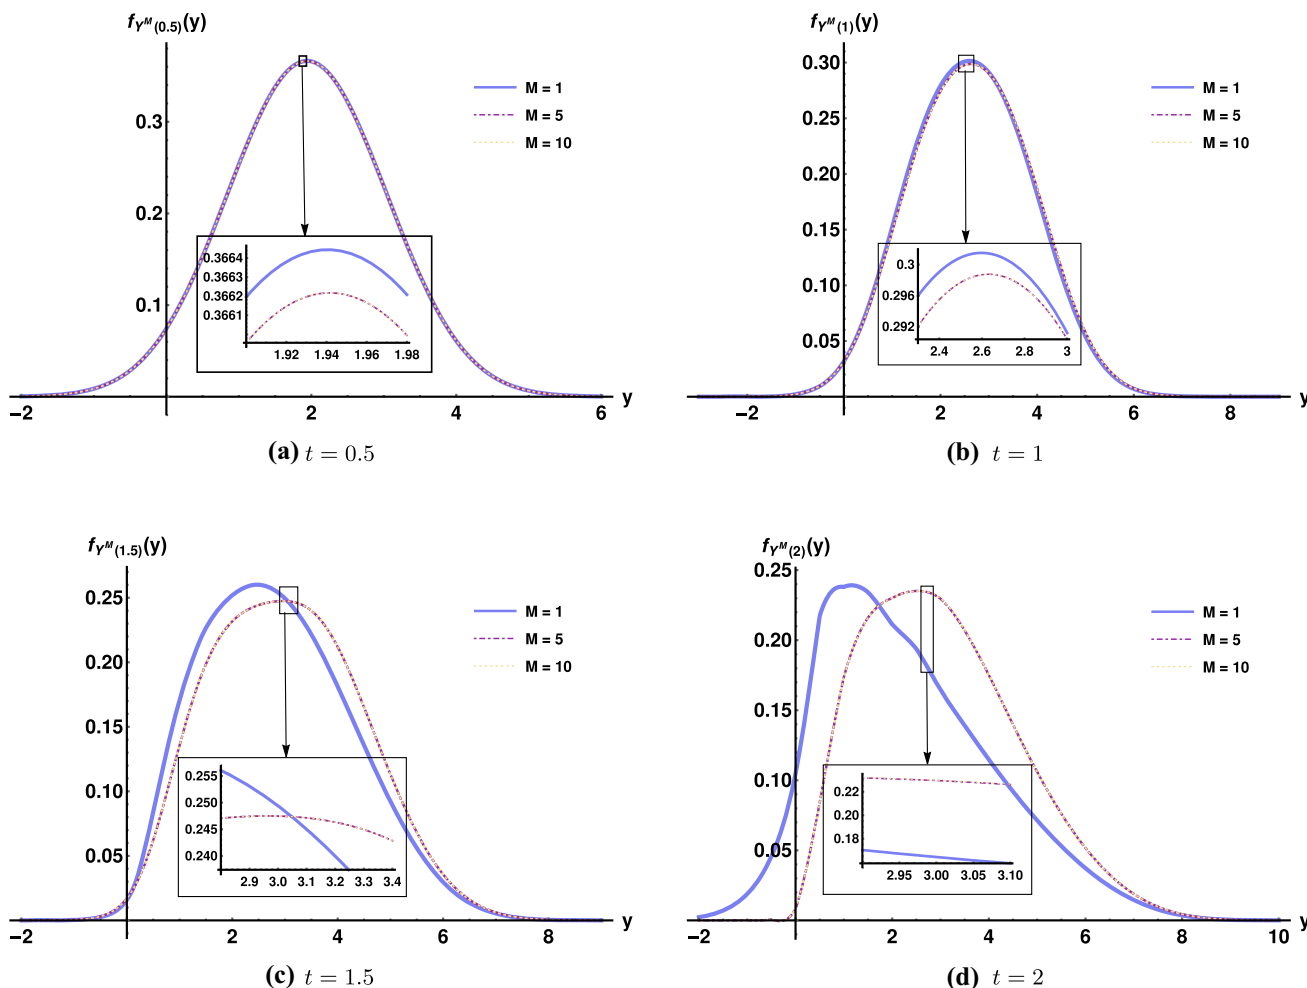 f_{Y^M(0.5)}(y)
0.3
0.2
0.1
M = 1
M = 5
M = 10
0.3664
0.3663
0.3662
0.3661
1.92 1.94 1.96 1.98
−2 2 4 6 y
(a) t = 0.5
f_{Y^M(1)}(y)
0.30
0.25
0.20
0.15
0.10
0.05
M = 1
M = 5
M = 10
0.3
0.296
0.292
2.4 2.6 2.8 3
−2 2 4 6 8 y
(b) t = 1
f_{Y^M(1.5)}(y)
0.25
0.20
0.15
0.10
0.05
M = 1
M = 5
M = 10
0.255
0.250
0.245
0.240
2.9 3.0 3.1 3.2 3.3 3.4
−2 2 4 6 8 y
(c) t = 1.5
f_{Y^M(2)}(y)
0.25
0.20
0.15
0.10
0.05
M = 1
M = 5
M = 10
0.22
0.20
0.18
2.95 3.00 3.05 3.10
−2 2 4 6 8 10 y
(d) t = 2